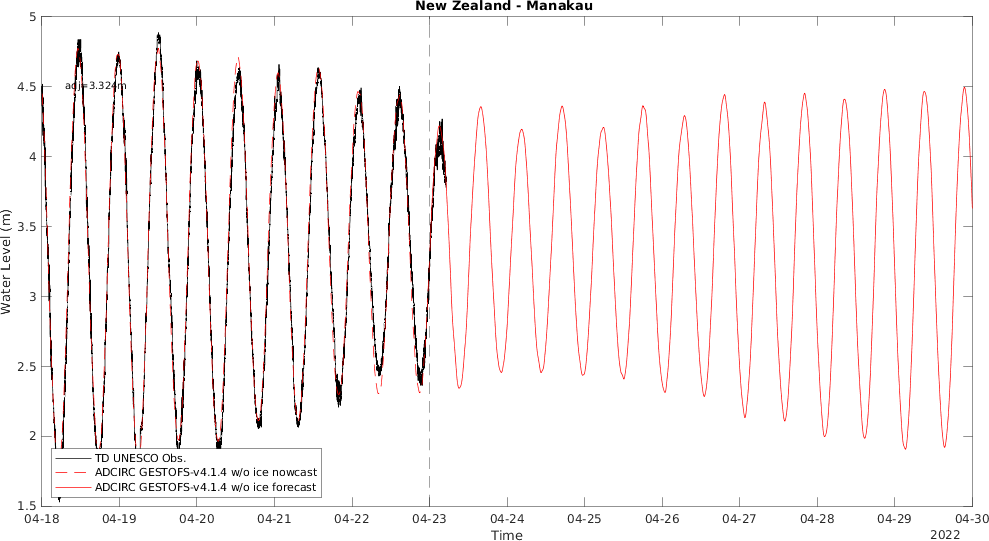 New Zealand - Manakau
5
4.5
4
3.5
3
2.5
2
1.5
Water Level (m)
adj=3.324m
TD UNESCO Obs.
ADCIRC GESTOFS-v4.1.4 w/o ice nowcast
ADCIRC GESTOFS-v4.1.4 w/o ice forecast
04-18 04-19 04-20 04-21 04-22 04-23 04-24 04-25 04-26 04-27 04-28 04-29 04-30
Time
2022